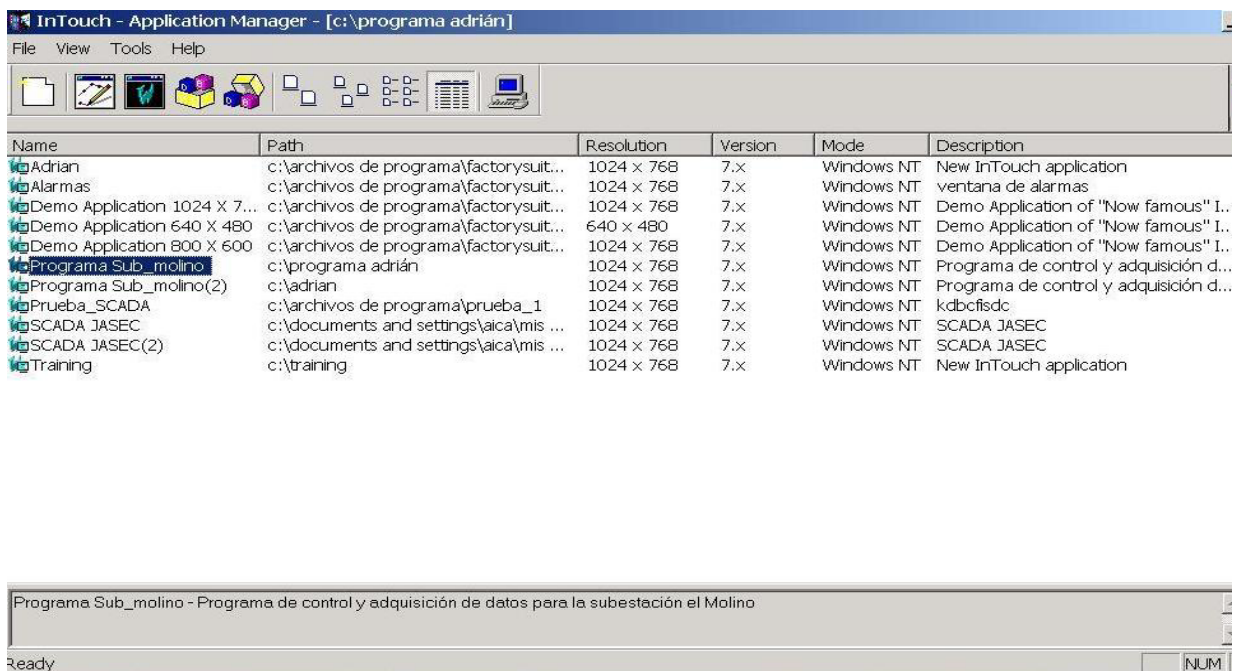 InTouch - Application Manager - [c:\programa adrián]
File View Tools Help
Name Path Resolution Version Mode Description
Adrian c:\archivos de programa\factorysuit... 1024 x 768 7.x Windows NT New InTouch application
Alarmas c:\archivos de programa\factorysuit... 1024 x 768 7.x Windows NT ventana de alarmas
Demo Application 1024 X 7... c:\archivos de programa\factorysuit... 1024 x 768 7.x Windows NT Demo Application of "Now famous" I..
Demo Application 640 X 480 c:\archivos de programa\factorysuit... 640 x 480 7.x Windows NT Demo Application of "Now famous" I..
Demo Application 800 X 600 c:\archivos de programa\factorysuit... 1024 x 768 7.x Windows NT Demo Application of "Now famous" I..
Programa Sub_molino c:\programa adrián 1024 x 768 7.x Windows NT Programa de control y adquisición d...
Programa Sub_molino(2) c:\adrian 1024 x 768 7.x Windows NT Programa de control y adquisición d...
Prueba_SCADA c:\archivos de programa\prueba_1 1024 x 768 7.x Windows NT kdbcfisdc
SCADA JASEC c:\documents and settings\aica\mis ... 1024 x 768 7.x Windows NT SCADA JASEC
SCADA JASEC(2) c:\documents and settings\aica\mis ... 1024 x 768 7.x Windows NT SCADA JASEC
Training c:\training 1024 x 768 7.x Windows NT New InTouch application
Programa Sub_molino - Programa de control y adquisición de datos para la subestación el Molino
Ready NUM